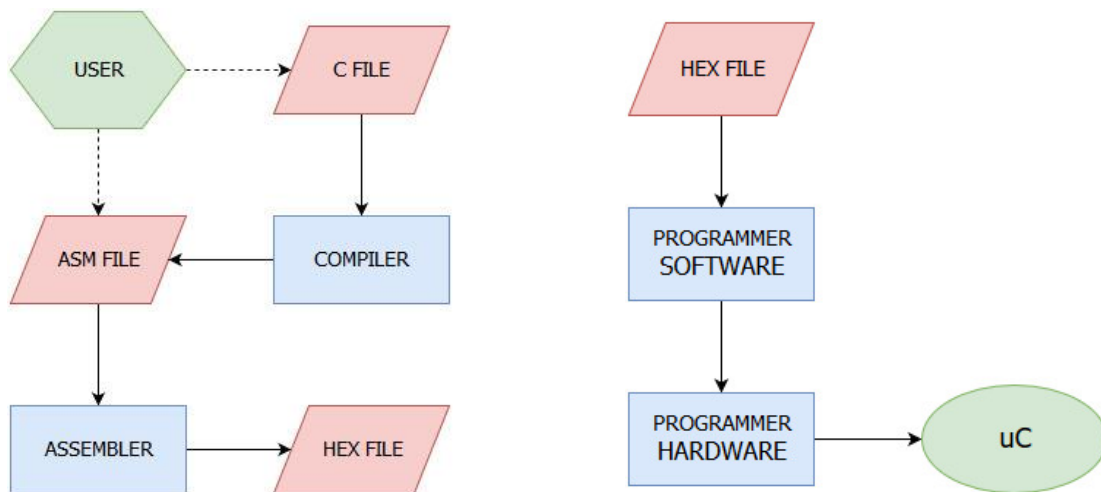 USER
C FILE
ASM FILE
COMPILER
ASSEMBLER
HEX FILE
HEX FILE
PROGRAMMER
SOFTWARE
PROGRAMMER
HARDWARE
uC